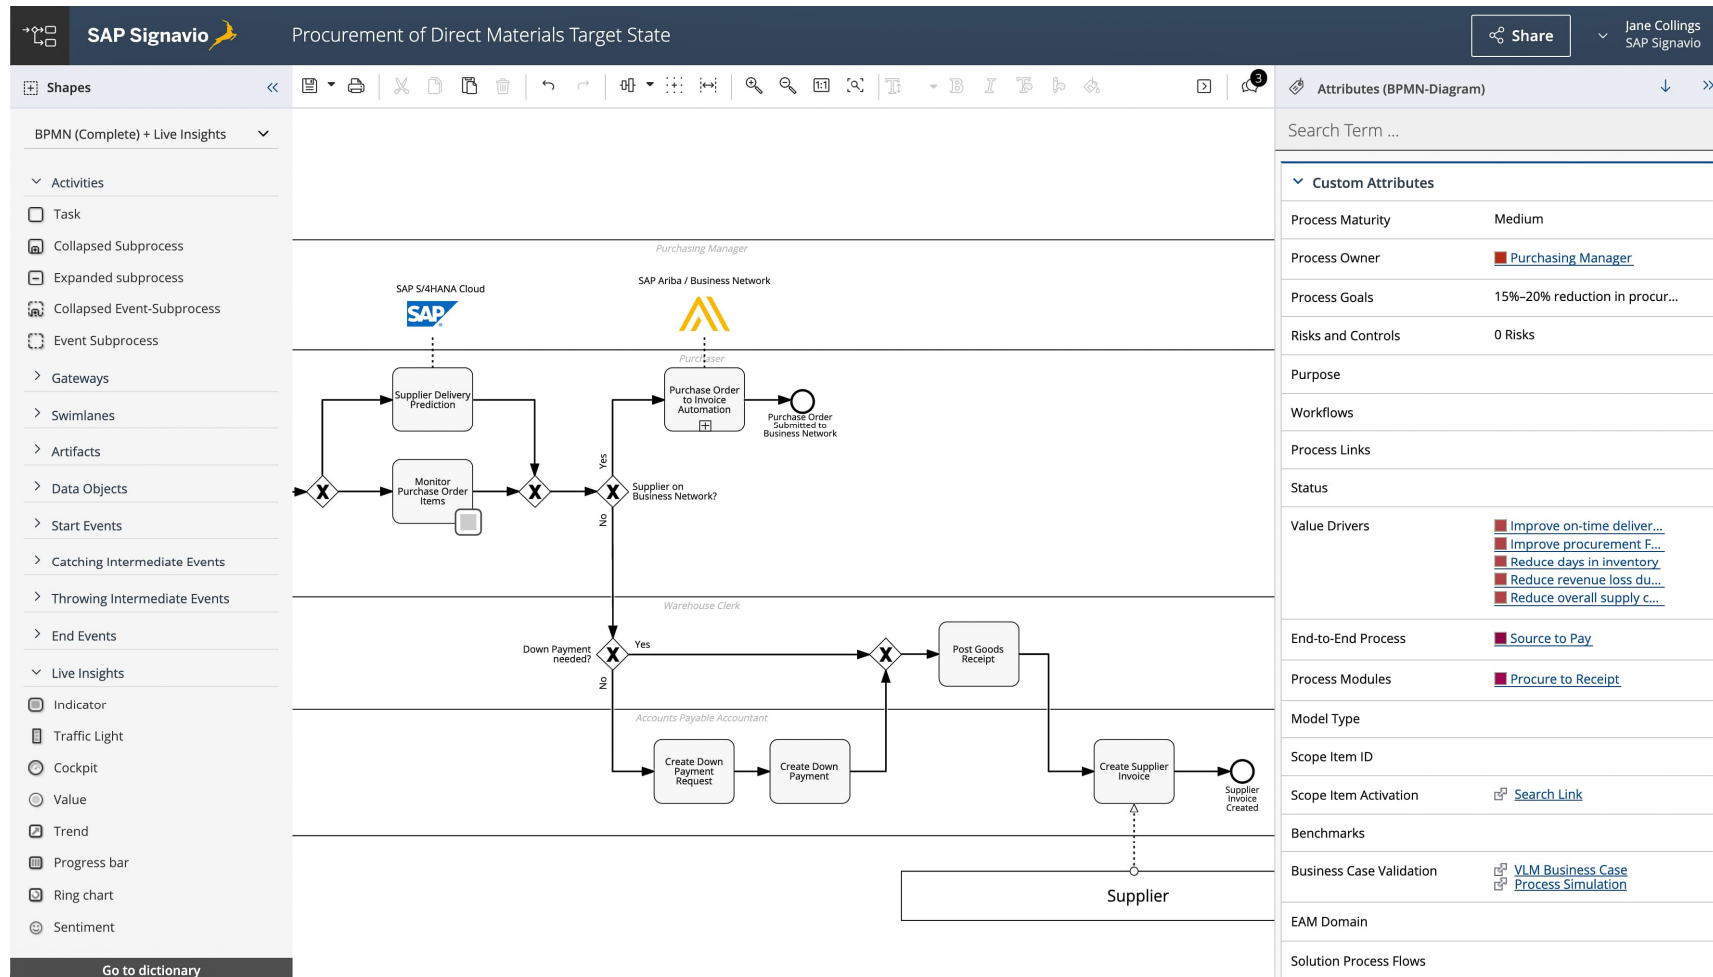 SAP Signavio
Procurement of Direct Materials Target State
Share
Jane Collings
SAP Signavio
Shapes
BPMN (Complete) + Live Insights
Activities
Task
Collapsed Subprocess
Expanded subprocess
Collapsed Event-Subprocess
Event Subprocess
Gateways
Swimlanes
Artifacts
Data Objects
Start Events
Catching Intermediate Events
Throwing Intermediate Events
End Events
Live Insights
Indicator
Traffic Light
Cockpit
Value
Trend
Progress bar
Ring chart
Sentiment
Go to dictionary
1:1
B
I
3
Purchasing Manager
SAP S/4HANA Cloud
SAP
SAP Ariba / Business Network
Purchaser
Supplier Delivery
Prediction
Purchase Order
to Invoice
Automation
Purchase Order
Submitted to
Business Network
Monitor
Purchase Order
Items
X
X
X
Yes
Supplier on
Business Network?
No
Warehouse Clerk
Down Payment
needed?
X
Yes
No
X
Post Goods
Receipt
Accounts Payable Accountant
Create Down
Payment
Request
Create Down
Payment
Create Supplier
Invoice
Supplier
Invoice
Created
Supplier
Attributes (BPMN-Diagram)
Search Term ...
Custom Attributes
Process Maturity Medium
Process Owner Purchasing Manager
Process Goals 15%–20% reduction in procur...
Risks and Controls 0 Risks
Purpose
Workflows
Process Links
Status
Value Drivers Improve on-time deliver...
Improve procurement F...
Reduce days in inventory
Reduce revenue loss du...
Reduce overall supply c...
End-to-End Process Source to Pay
Process Modules Procure to Receipt
Model Type
Scope Item ID
Scope Item Activation Search Link
Benchmarks
Business Case Validation VLM Business Case
Process Simulation
EAM Domain
Solution Process Flows